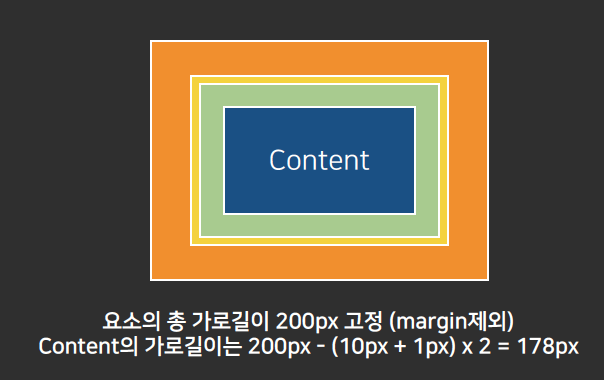 Content
요소의 총 가로길이 200px 고정 (margin제외)
Content의 가로길이는 200px - (10px + 1px) x 2 = 178px